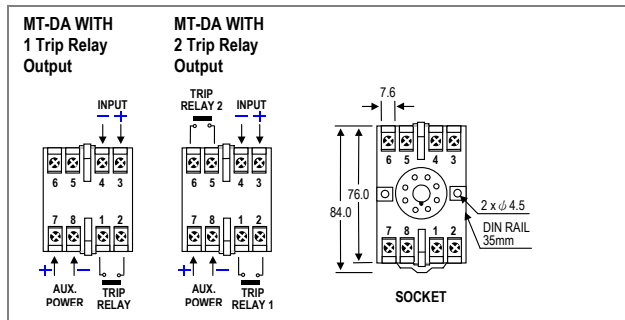 MT-DA WITH
1 Trip Relay
Output
INPUT
− +
6 5 4 3
7 8 1 2
+ −
AUX.
POWER
TRIP
RELAY
MT-DA WITH
2 Trip Relay
Output
TRIP
RELAY 2
INPUT
− +
6 5 4 3
7 8 1 2
+ −
AUX.
POWER
TRIP
RELAY 1
7.6
6 5 4 3
84.0
76.0
2 x ϕ 4.5
DIN RAIL
35mm
7 8 1 2
SOCKET